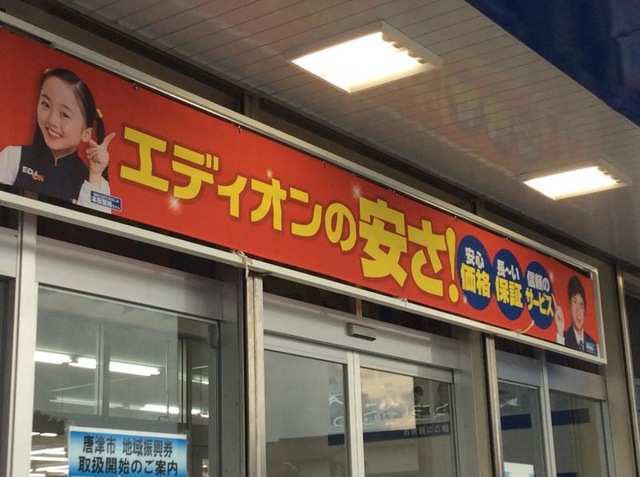 エディオンの安さ!
安心
価格
長〜い
保証
信頼の
サービス
唐津市 地域振興券
取扱開始のご案内